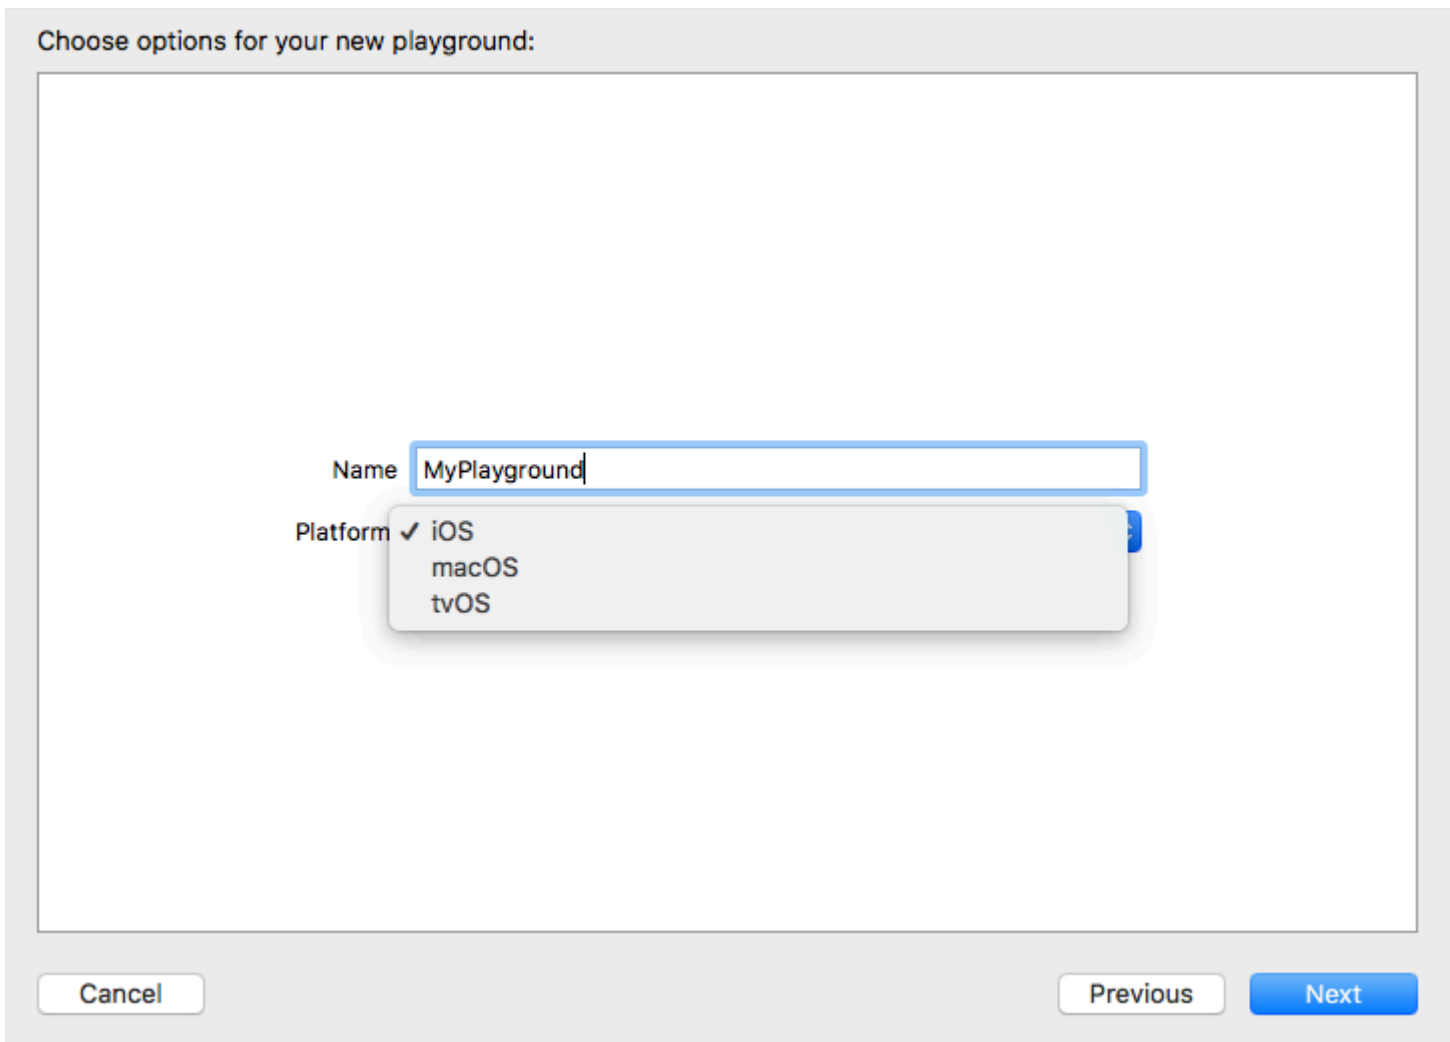 Choose options for your new playground:
Name MyPlayground
Platform ✓ iOS
macOS
tvOS
Cancel Previous Next